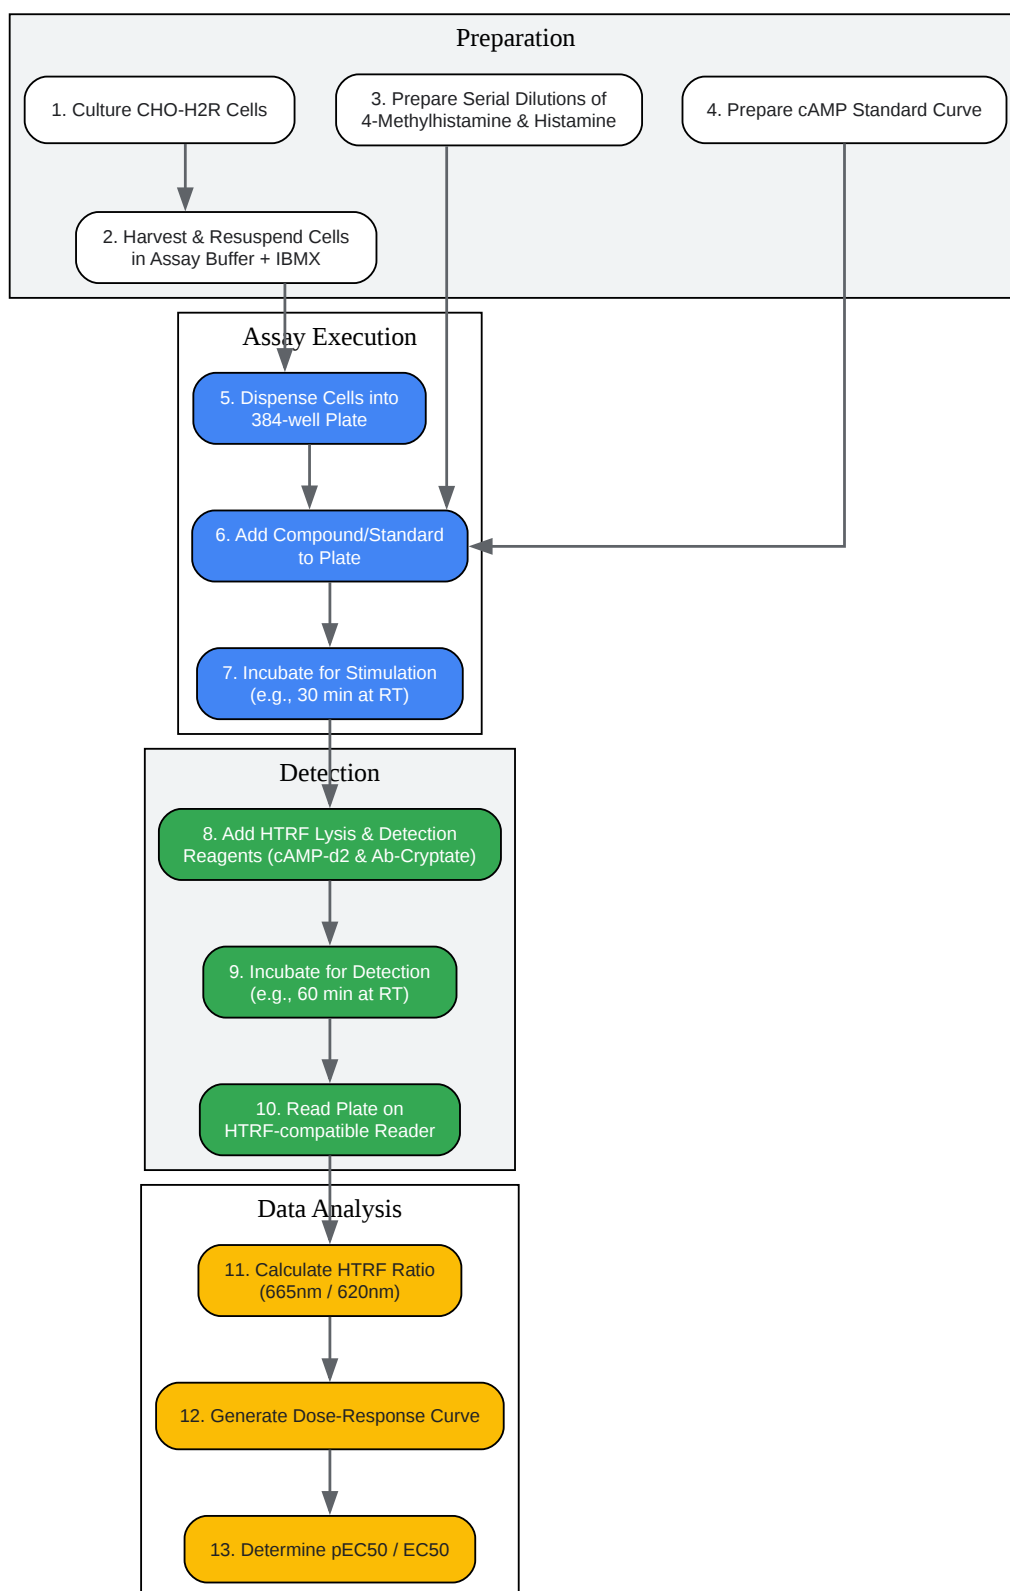 Preparation
1. Culture CHO-H2R Cells
3. Prepare Serial Dilutions of
4-Methylhistamine & Histamine
4. Prepare cAMP Standard Curve
2. Harvest & Resuspend Cells
in Assay Buffer + IBMX
Assay Execution
5. Dispense Cells into
384-well Plate
6. Add Compound/Standard
to Plate
7. Incubate for Stimulation
(e.g., 30 min at RT)
Detection
8. Add HTRF Lysis & Detection
Reagents (cAMP-d2 & Ab-Cryptate)
9. Incubate for Detection
(e.g., 60 min at RT)
10. Read Plate on
HTRF-compatible Reader
Data Analysis
11. Calculate HTRF Ratio
(665nm / 620nm)
12. Generate Dose-Response Curve
13. Determine pEC50 / EC50